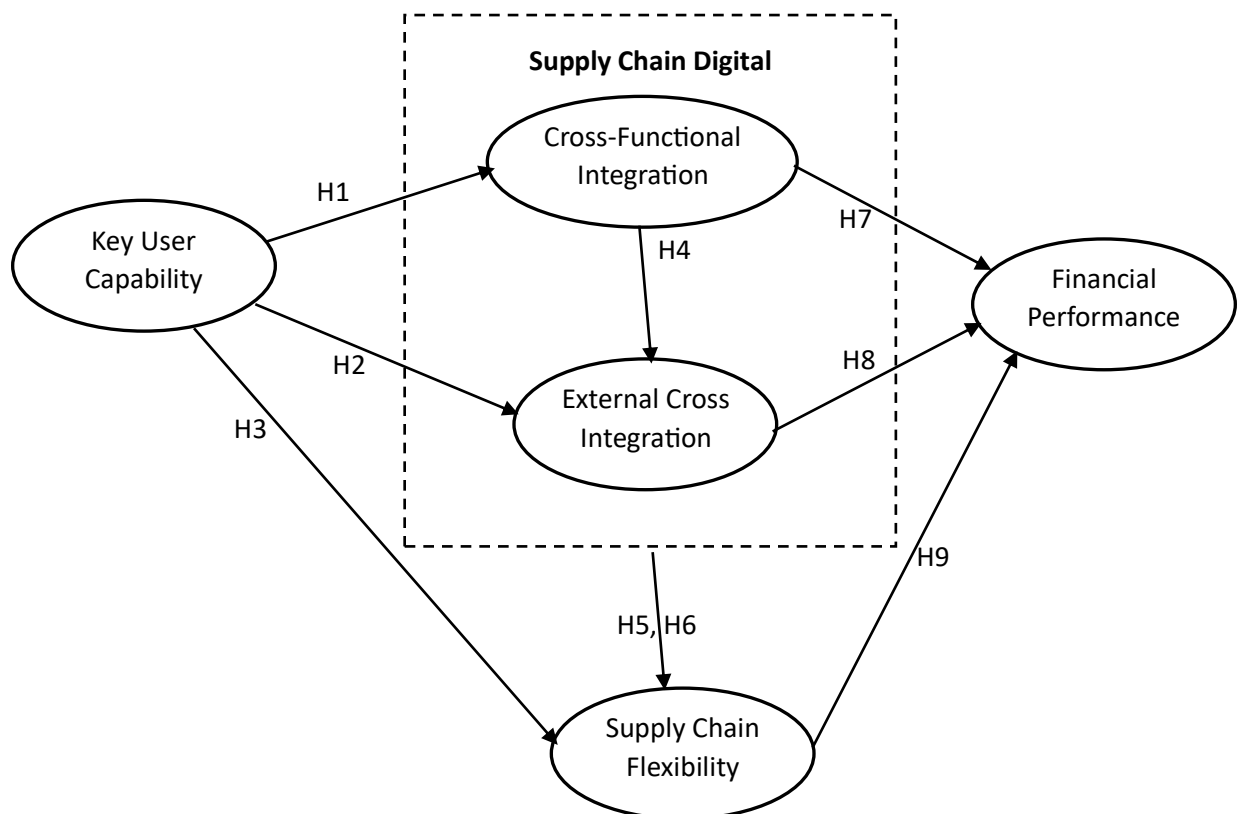 Supply Chain Digital
Cross-Functional
Integration
H1
H7
Key User
Capability
H4
Financial
Performance
H2
H8
External Cross
Integration
H3
H9
H5, H6
Supply Chain
Flexibility